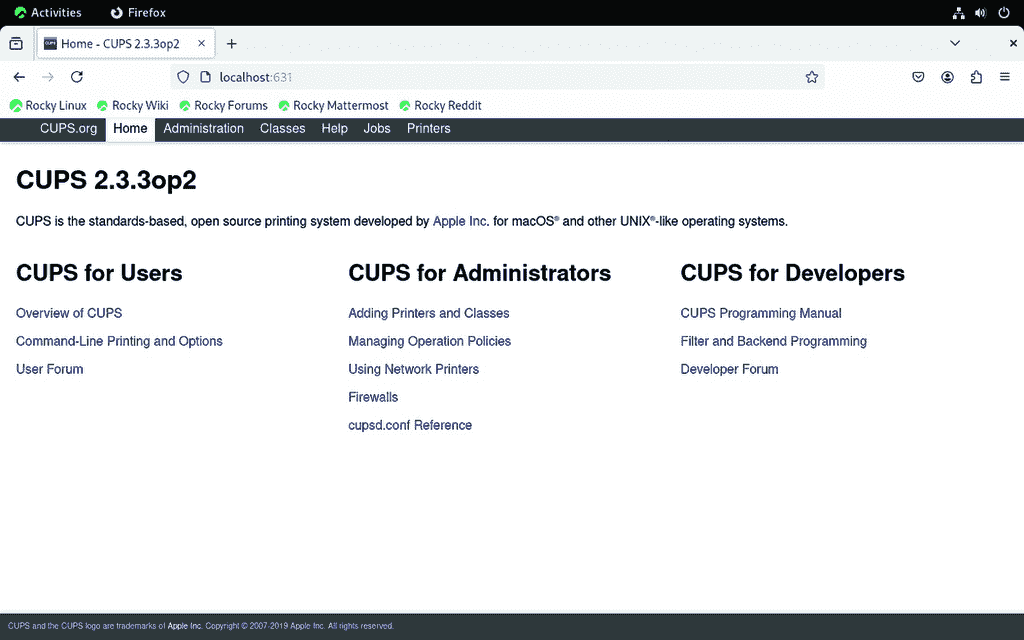 Activities Firefox
CUPS Home - CUPS 2.3.3op2
localhost:631
Rocky Linux Rocky Wiki Rocky Forums Rocky Mattermost Rocky Reddit
CUPS.org Home Administration Classes Help Jobs Printers
CUPS 2.3.3op2
CUPS is the standards-based, open source printing system developed by Apple Inc. for macOS® and other UNIX®-like operating systems.
CUPS for Users
Overview of CUPS
Command-Line Printing and Options
User Forum
CUPS for Administrators
Adding Printers and Classes
Managing Operation Policies
Using Network Printers
Firewalls
cupsd.conf Reference
CUPS for Developers
CUPS Programming Manual
Filter and Backend Programming
Developer Forum
CUPS and the CUPS logo are trademarks of Apple Inc. Copyright © 2007-2019 Apple Inc. All rights reserved.